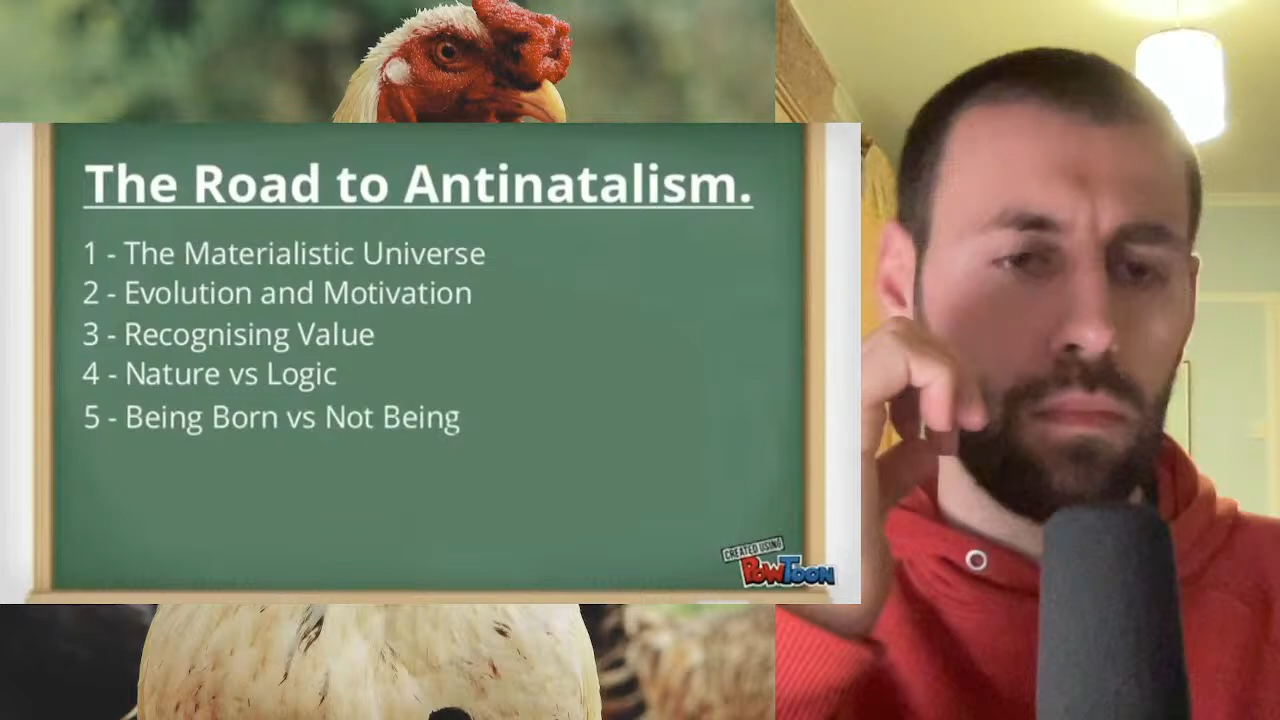 The Road to Antinatalism.
1 - The Materialistic Universe
2 - Evolution and Motivation
3 - Recognising Value
4 - Nature vs Logic
5 - Being Born vs Not Being
CREATED USING
POWTOON